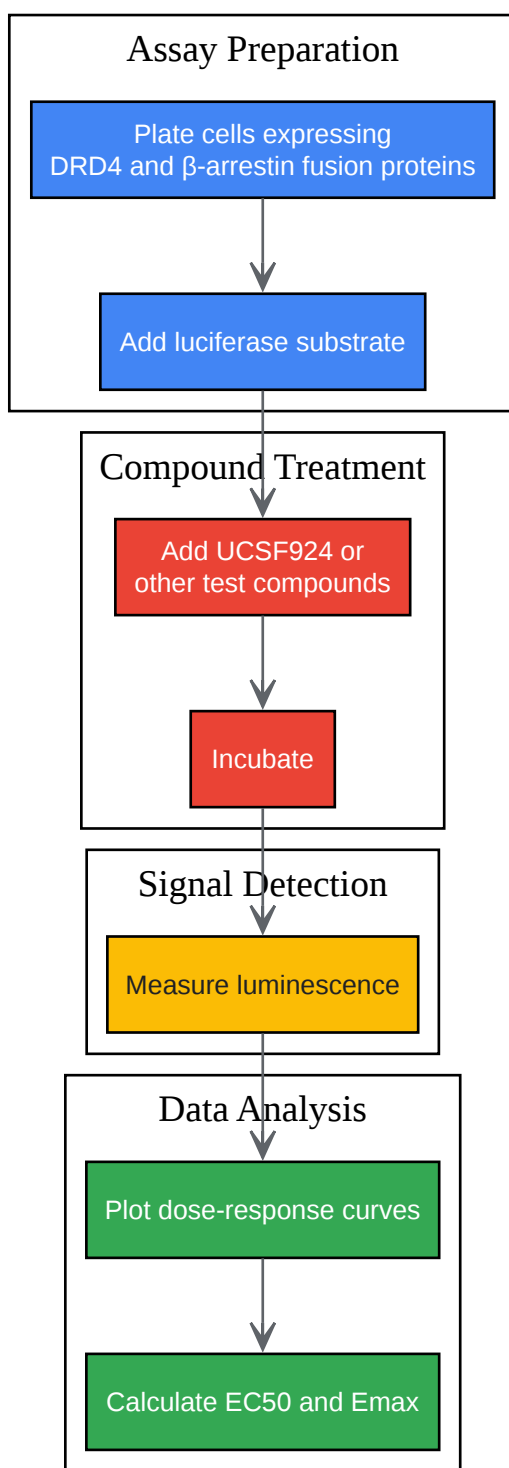 Assay Preparation
Plate cells expressing
DRD4 and β-arrestin fusion proteins
Add luciferase substrate
Compound Treatment
Add UCSF924 or
other test compounds
Incubate
Signal Detection
Measure luminescence
Data Analysis
Plot dose-response curves
Calculate EC50 and Emax